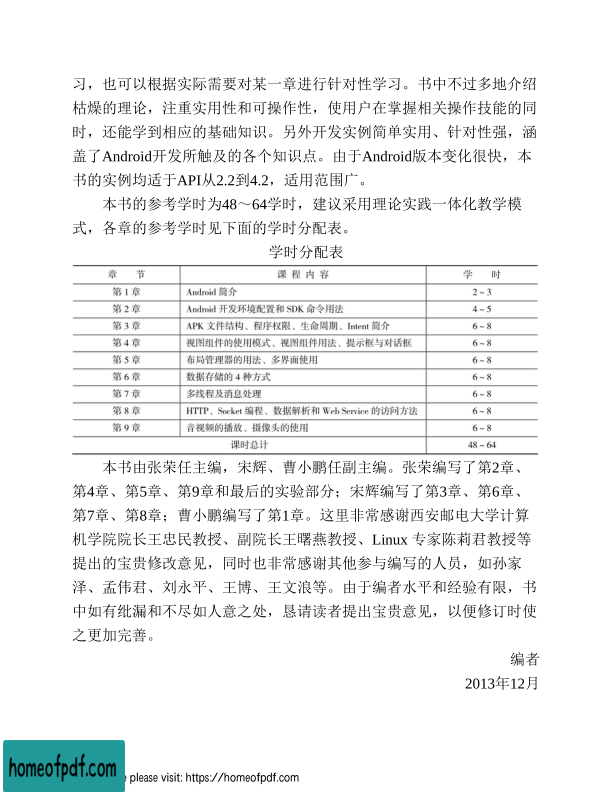 习，也可以根据实际需要对某一章进行针对性学习。书中不过多地介绍
枯燥的理论，注重实用性和可操作性，使用户在掌握相关操作技能的同
时，还能学到相应的基础知识。另外开发实例简单实用、针对性强，涵
盖了Android开发所触及的各个知识点。由于Android版本变化很快，本
书的实例均适于API从2.2到4.2，适用范围广。
本书的参考学时为48～64学时，建议采用理论实践一体化教学模
式，各章的参考学时见下面的学时分配表。
学时分配表
章 节 课 程 内 容 学 时
第 1 章 Android 简介 2～3
第 2 章 Android 开发环境配置和 SDK 命令用法 4～5
第 3 章 APK 文件结构、程序权限、生命周期、Intent 简介 6～8
第 4 章 视图组件的使用模式、视图组件用法、提示框与对话框 6～8
第 5 章 布局管理器的用法、多界面使用 6～8
第 6 章 数据存储的 4 种方式 6～8
第 7 章 多线程及消息处理 6～8
第 8 章 HTTP、Socket 编程、数据解析和 Web Service 的访问方法 6～8
第 9 章 音视频的播放、摄像头的使用 6～8
课时总计 48～64
本书由张荣任主编，宋辉、曹小鹏任副主编。张荣编写了第2章、
第4章、第5章、第9章和最后的实验部分；宋辉编写了第3章、第6章、
第7章、第8章；曹小鹏编写了第1章。这里非常感谢西安邮电大学计算
机学院院长王忠民教授、副院长王曙燕教授、Linux 专家陈莉君教授等
提出的宝贵修改意见，同时也非常感谢其他参与编写的人员，如孙家
泽、孟伟君、刘永平、王博、王文浪等。由于编者水平和经验有限，书
中如有纰漏和不尽如人意之处，恳请读者提出宝贵意见，以便修订时使
之更加完善。
编者
2013年12月
homeofpdf.com
e please visit: https://homeofpdf.com